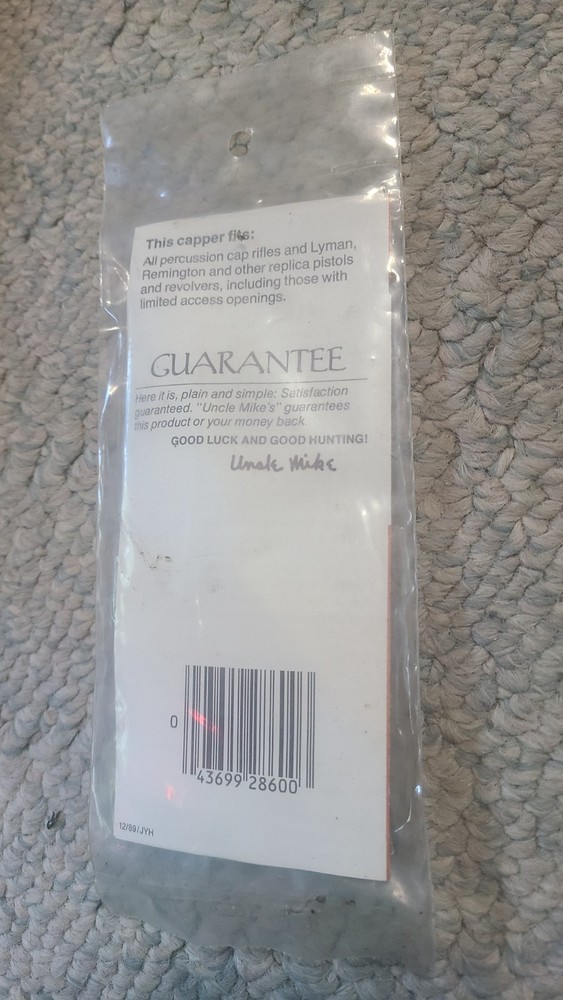 This capper fits:
All percussion cap rifles and Lyman,
Remington and other replica pistols
and revolvers, including those with
limited access openings.
GUARANTEE
Here it is, plain and simple: Satisfaction
guaranteed. "Uncle Mike's" guarantees
this product or your money back
GOOD LUCK AND GOOD HUNTING!
Uncle Mike
0 43699 28600
12/89/JYH